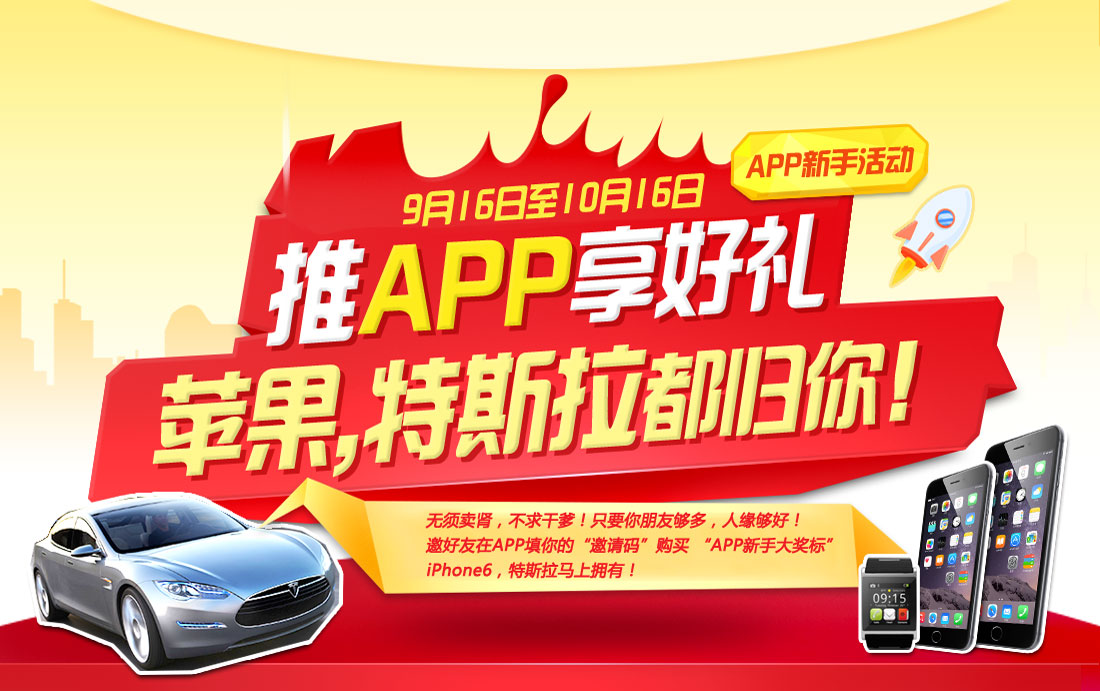 APP新手活动
9月16日至10月16日
推APP享好礼
苹果,特斯拉都归你!
无须卖肾，不求干爹！只要你朋友够多，人缘够好！
邀好友在APP填你的“邀请码”购买 “APP新手大奖标”
iPhone6，特斯拉马上拥有！
09:15